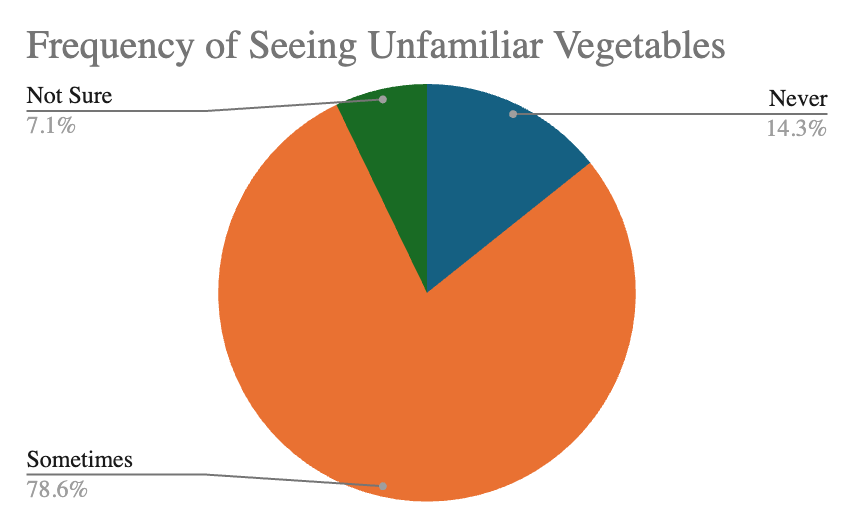 Frequency of Seeing Unfamiliar Vegetables
Not Sure
7.1%
Never
14.3%
Sometimes
78.6%